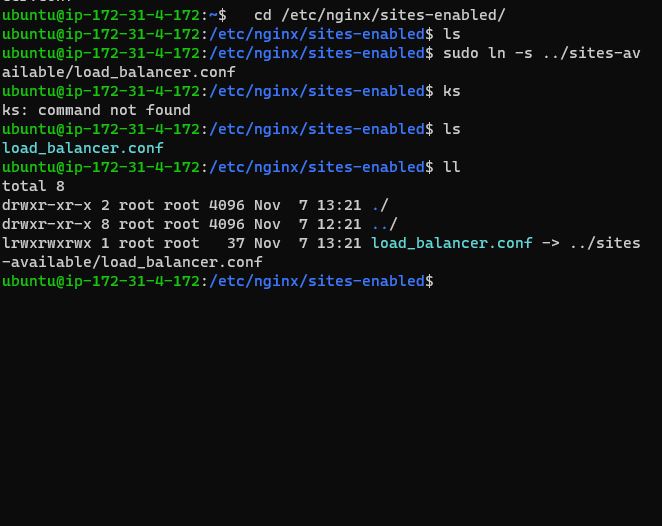 ubuntu@ip-172-31-4-172:~$   cd /etc/nginx/sites-enabled/
ubuntu@ip-172-31-4-172:/etc/nginx/sites-enabled$ ls
ubuntu@ip-172-31-4-172:/etc/nginx/sites-enabled$ sudo ln -s ../sites-av
ailable/load_balancer.conf
ubuntu@ip-172-31-4-172:/etc/nginx/sites-enabled$ ks
ks: command not found
ubuntu@ip-172-31-4-172:/etc/nginx/sites-enabled$ ls
load_balancer.conf
ubuntu@ip-172-31-4-172:/etc/nginx/sites-enabled$ ll
total 8
drwxr-xr-x 2 root root 4096 Nov  7 13:21 ./
drwxr-xr-x 8 root root 4096 Nov  7 12:21 ../
lrwxrwxrwx 1 root root   37 Nov  7 13:21 load_balancer.conf -> ../sites
-available/load_balancer.conf
ubuntu@ip-172-31-4-172:/etc/nginx/sites-enabled$